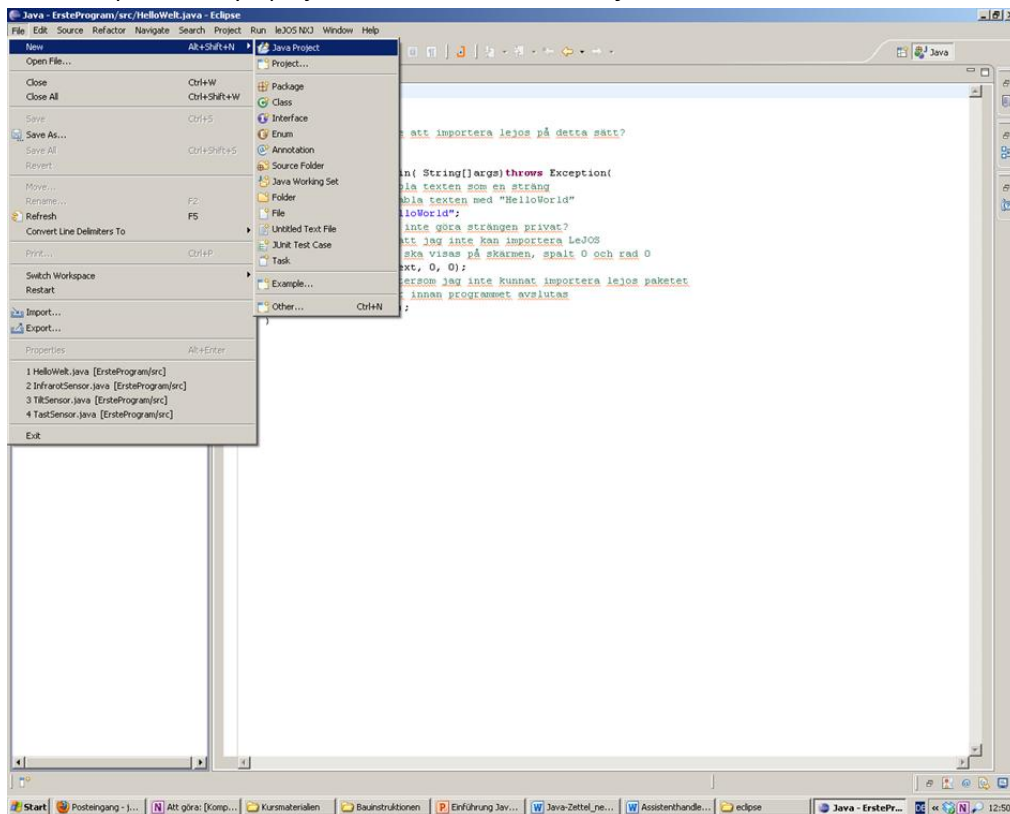 Java - ErsteProgram/src/HelloWelt.java - Eclipse
File Edit Source Refactor Navigate Search Project Run leJOS NXJ Window Help
New Alt+Shift+N
Open File...
Close Ctrl+W
Close All Ctrl+Shift+W
Save Ctrl+S
Save As...
Save All Ctrl+Shift+S
Revert
Move...
Rename... F2
Refresh F5
Convert Line Delimiters To
Print... Ctrl+P
Switch Workspace
Restart
Import...
Export...
Properties Alt+Enter
1 HelloWelt.java [ErsteProgram/src]
2 InfrarotSensor.java [ErsteProgram/src]
3 TiltSensor.java [ErsteProgram/src]
4 TastSensor.java [ErsteProgram/src]
Exit
Java Project
Project...
Package
Class
Interface
Enum
Annotation
Source Folder
Java Working Set
Folder
File
Untitled Text File
JUnit Test Case
Task
Example...
Other... Ctrl+N
Java
att importera lejos på detta sätt?
in( String[]args)throws Exception{
la texten som en sträng
bla texten med "HelloWorld"
lloWorld";
inte göra strängen privat?
att jag inte kan importera LeJOS
ska visas på skärmen, spalt 0 och rad 0
ext, 0, 0);
tersom jag inte kunnat importera lejos paketet
innan programmet avslutas
;
}
Start Posteingang - j... Att göra: [Komp... Kursmaterialien Bauinstruktionen Einführung Jav... Java-Zettel_ne... Assistenthandle... eclipse Java - ErstePr... DE 12:50